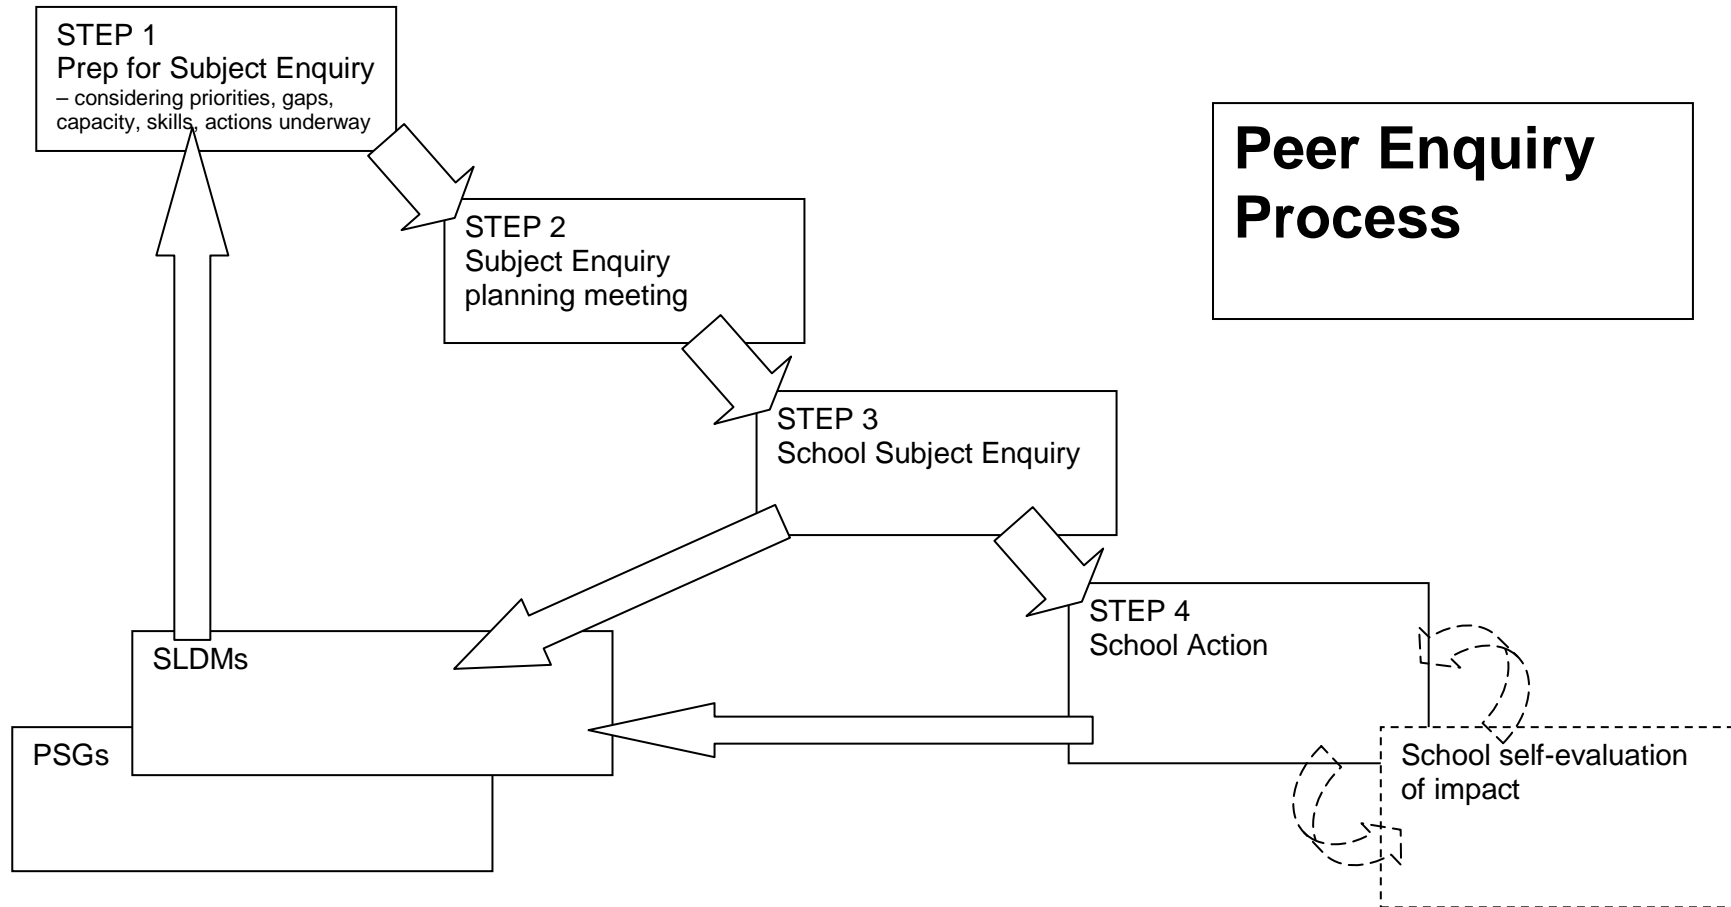 STEP 1
Prep for Subject Enquiry
– considering priorities, gaps,
capacity, skills, actions underway
Peer Enquiry
Process
STEP 2
Subject Enquiry
planning meeting
STEP 3
School Subject Enquiry
STEP 4
School Action
SLDMs
PSGs
School self-evaluation
of impact